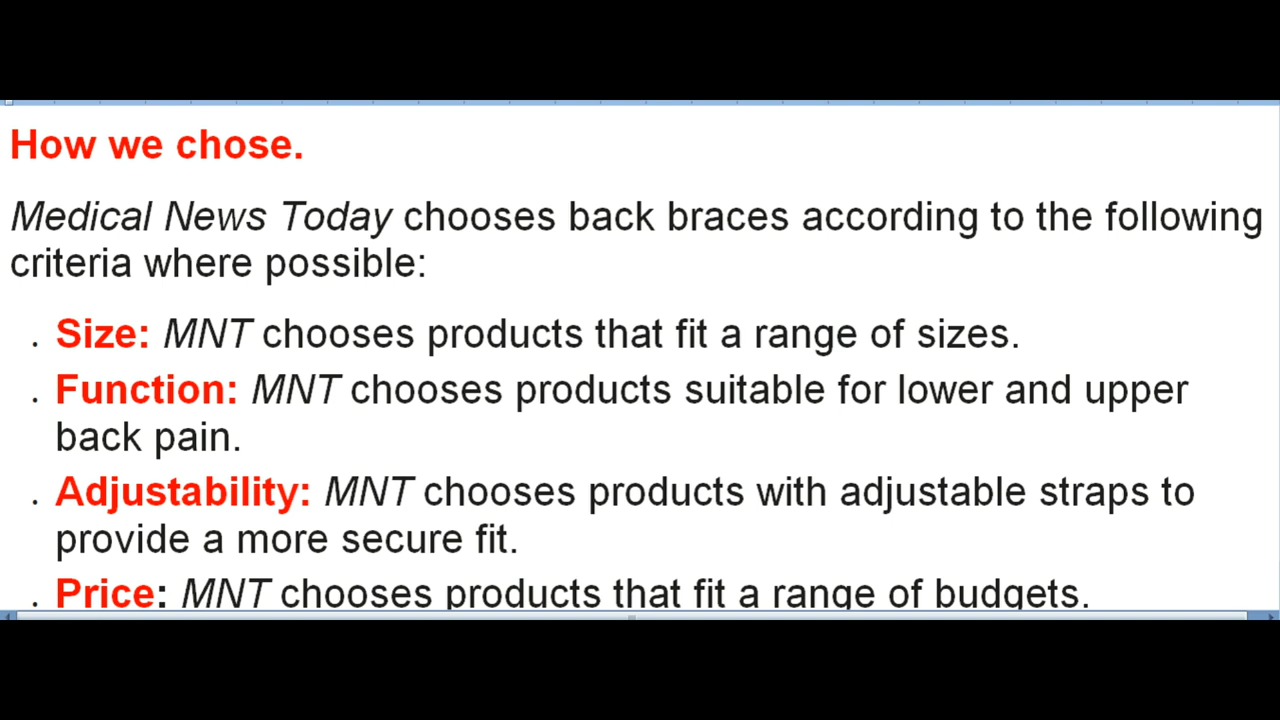 How we chose.
Medical News Today chooses back braces according to the following
criteria where possible:
. Size: MNT chooses products that fit a range of sizes.
. Function: MNT chooses products suitable for lower and upper
back pain.
. Adjustability: MNT chooses products with adjustable straps to
provide a more secure fit.
. Price: MNT chooses products that fit a range of budgets.